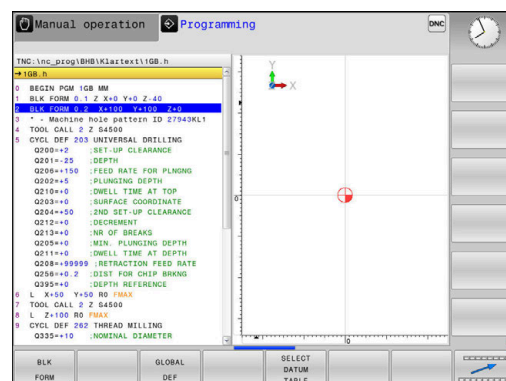 Manual operation
Programming
DNC
TNC:\nc_prog\BHB\Klartext\1GB.h
→1GB.h
0 BEGIN PGM 1GB MM
1 BLK FORM 0.1 Z X+0 Y+0 Z-40
2 BLK FORM 0.2 X+100 Y+100 Z+0
3 * - Machine hole pattern ID 27943KL1
4 TOOL CALL 2 Z S4500
5 CYCL DEF 203 UNIVERSAL DRILLING
Q200=+2 ;SET-UP CLEARANCE
Q201=-25 ;DEPTH
Q206=+150 ;FEED RATE FOR PLNGNG
Q202=+5 ;PLUNGING DEPTH
Q210=+0 ;DWELL TIME AT TOP
Q203=+0 ;SURFACE COORDINATE
Q204=+50 ;2ND SET-UP CLEARANCE
Q212=+0 ;DECREMENT
Q213=+0 ;NR OF BREAKS
Q205=+0 ;MIN. PLUNGING DEPTH
Q211=+0 ;DWELL TIME AT DEPTH
Q208=+99999 ;RETRACTION FEED RATE
Q256=+0.2 ;DIST FOR CHIP BRKNG
Q395=+0 ;DEPTH REFERENCE
6 L X+50 Y+50 R0 FMAX
7 TOOL CALL 2 Z S4500
8 L Z+100 R0 FMAX
9 CYCL DEF 262 THREAD MILLING
Q335=+10 ;NOMINAL DIAMETER
Y
X
0
0
BLK
FORM
GLOBAL
DEF
SELECT
DATUM
TABLE